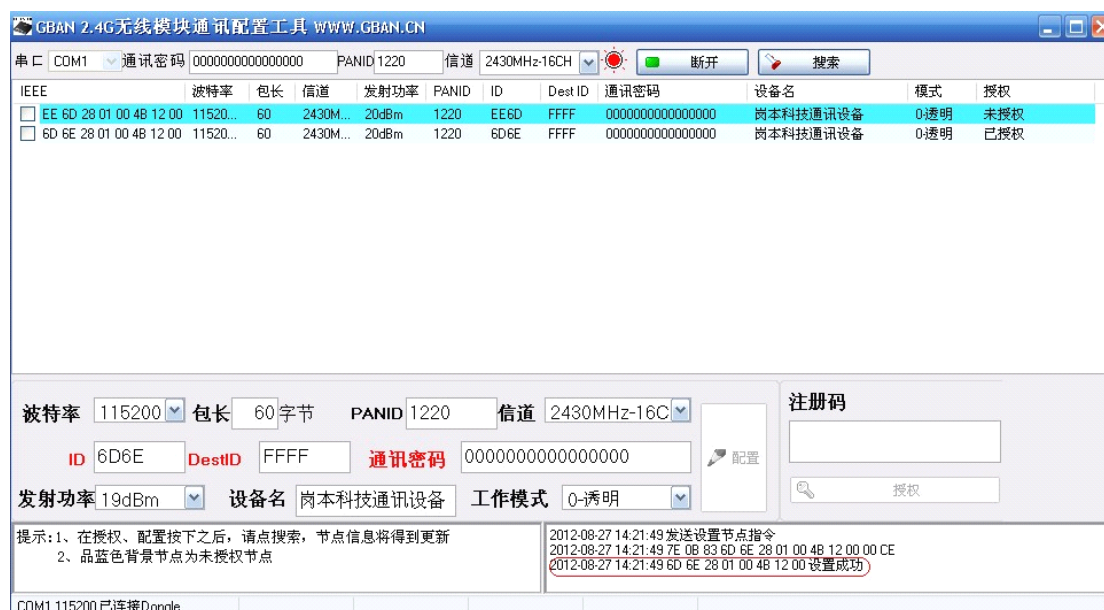 GBAN 2.4G无线模块通讯配置工具 WWW.GBAN.CN
串口 COM1 通讯密码 0000000000000000 PANID 1220 信道 2430MHz-16CH 断开 搜索
IEEE 波特率 包长 信道 发射功率 PANID ID Dest ID 通讯密码 设备名 模式 授权
EE 6D 28 01 00 4B 12 00 11520... 60 2430M... 20dBm 1220 EE6D FFFF 0000000000000000 岗本科技通讯设备 0-透明 未授权
6D 6E 28 01 00 4B 12 00 11520... 60 2430M... 20dBm 1220 6D6E FFFF 0000000000000000 岗本科技通讯设备 0-透明 已授权
波特率 115200 包长 60 字节 PANID 1220 信道 2430MHz-16C
ID 6D6E DestID FFFF 通讯密码 0000000000000000 配置
发射功率 19dBm 设备名 岗本科技通讯设备 工作模式 0-透明
注册码
授权
提示:1、在授权、配置按下之后，请点搜索，节点信息将得到更新
2、品蓝色背景节点为未授权节点
2012-08-27 14:21:49 发送设置节点指令
2012-08-27 14:21:49 7E 0B 83 6D 6E 28 01 00 4B 12 00 00 CE
2012-08-27 14:21:49 6D 6E 28 01 00 4B 12 00 设置成功
COM1 115200 已连接Dongle